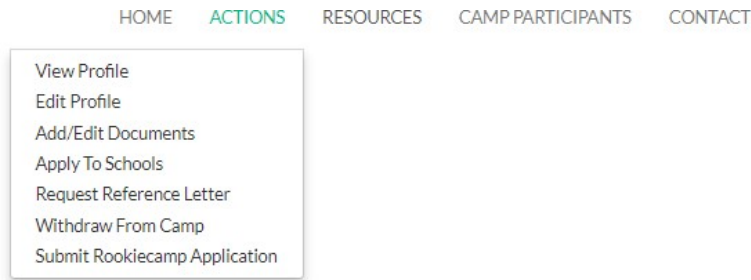 HOME ACTIONS RESOURCES CAMP PARTICIPANTS CONTACT
View Profile
Edit Profile
Add/Edit Documents
Apply To Schools
Request Reference Letter
Withdraw From Camp
Submit Rookiecamp Application